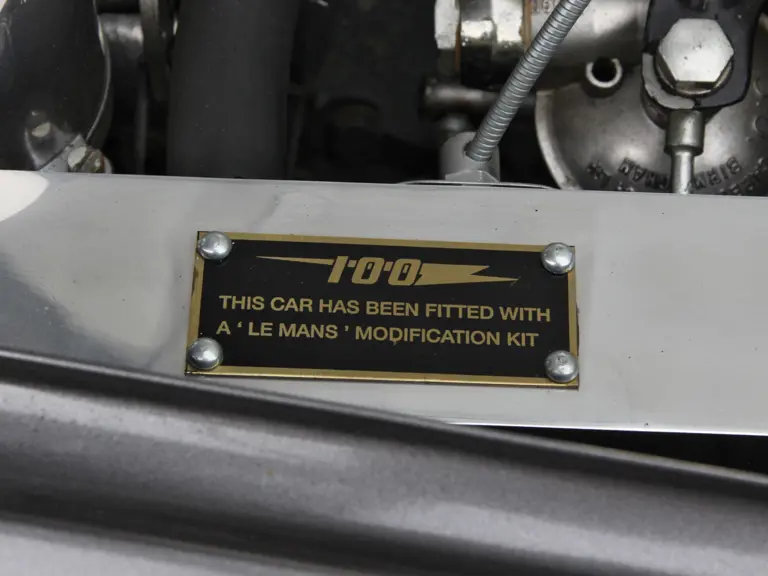 100
THIS CAR HAS BEEN FITTED WITH
A ‘ LE MANS ’ MODIFICATION KIT